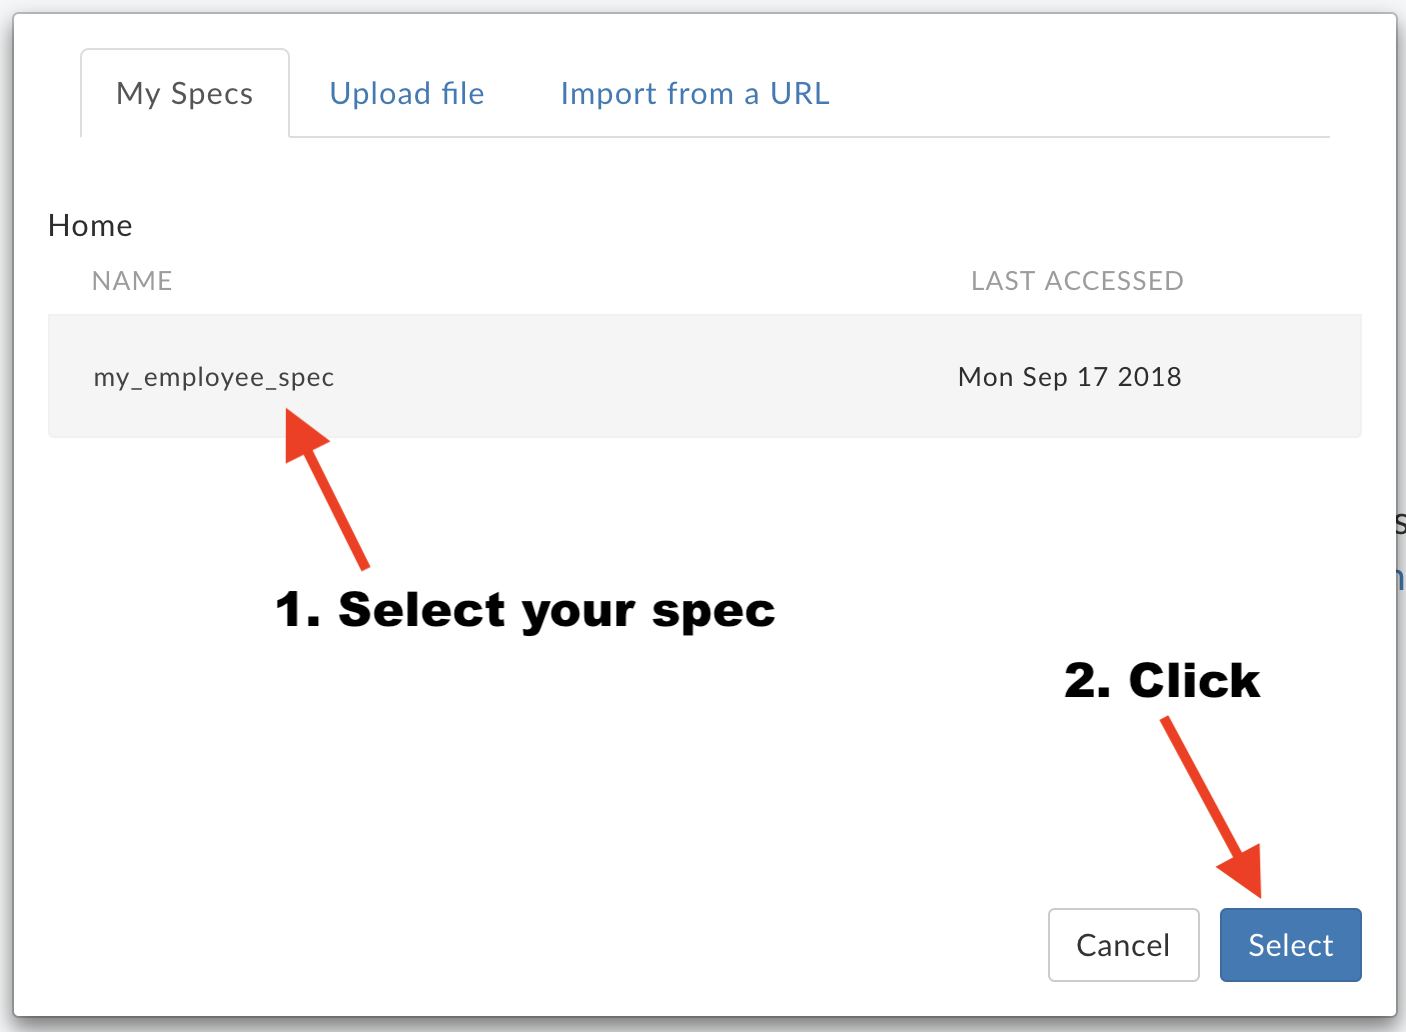 My Specs Upload file Import from a URL
Home
NAME LAST ACCESSED
my_employee_spec Mon Sep 17 2018
1. Select your spec
2. Click
Cancel Select